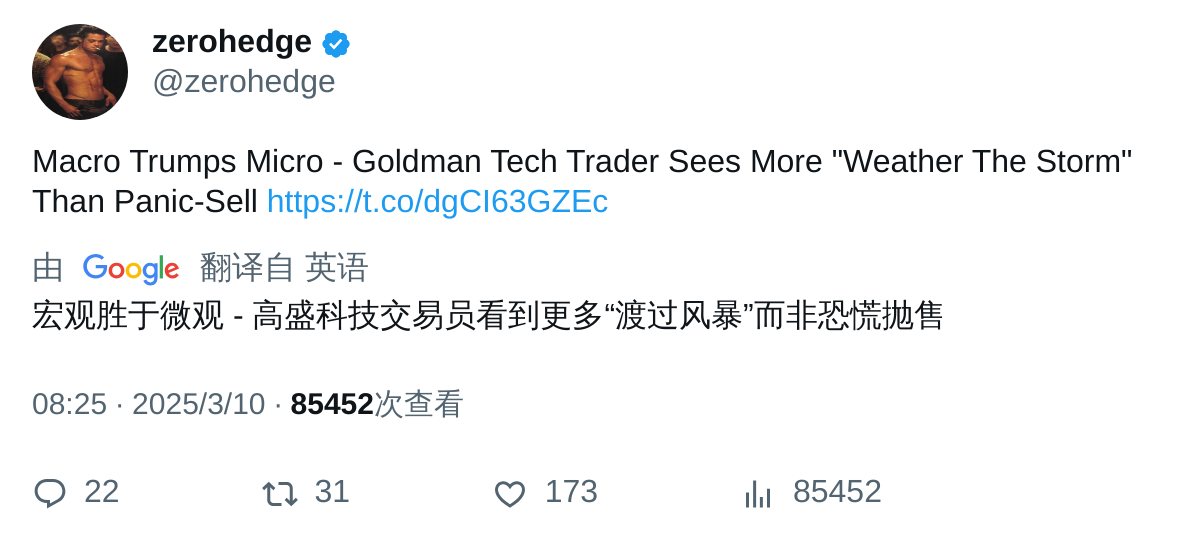 zerohedge
@zerohedge
Macro Trumps Micro - Goldman Tech Trader Sees More "Weather The Storm"
Than Panic-Sell https://t.co/dgCI63GZEc
由 Google 翻译自 英语
宏观胜于微观 - 高盛科技交易员看到更多“渡过风暴”而非恐慌抛售
08:25 · 2025/3/10 · 85452次查看
22 31 173 85452